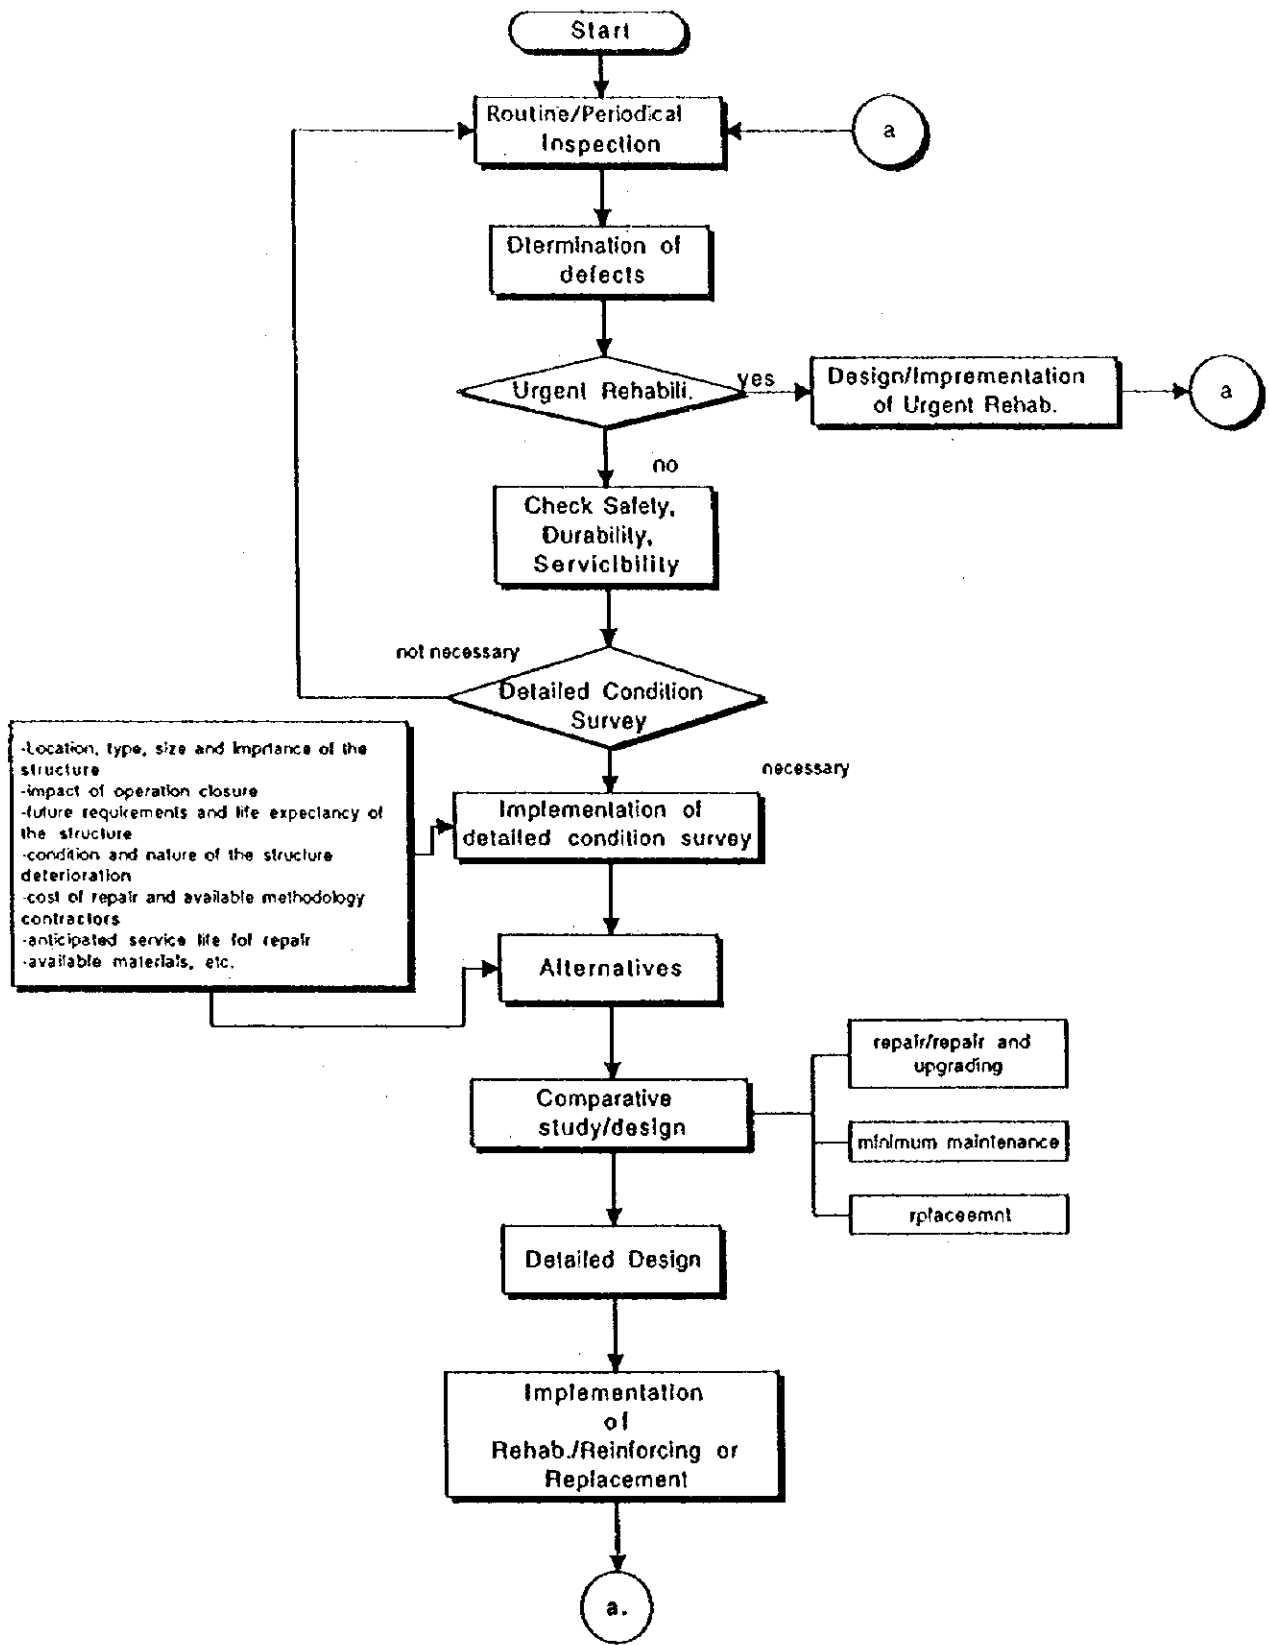 Start
Routine/Periodical
Inspection
a
Dtermination of
defects
Urgent Rehabili.
yes
Design/Imprementation
of Urgent Rehab.
a
no
Check Safety,
Durability,
Servicibility
not necessary
Detailed Condition
Survey
necessary
-Location, type, size and imprtance of the
structure
-impact of operation closure
-future requirements and life expectancy of
the structure
-condition and nature of the structure
deterioration
-cost of repair and available methodology
contractors
-anticipated service life for repair
-available materials, etc.
Implementation of
detailed condition survey
Alternatives
Comparative
study/design
repair/repair and
upgrading
minimum maintenance
rplaceemnt
Detailed Design
Implementation
of
Rehab./Reinforcing or
Replacement
a.